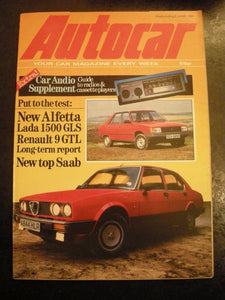 Autocar
YOUR CAR MAGAZINE EVERY WEEK
Extra!
Car Audio
Supplement
Guide
to radios &
cassette players
Put to the test:
New Alfetta
Lada 1500 GLS
Renault 9 GTL
Long-term report
New top Saab